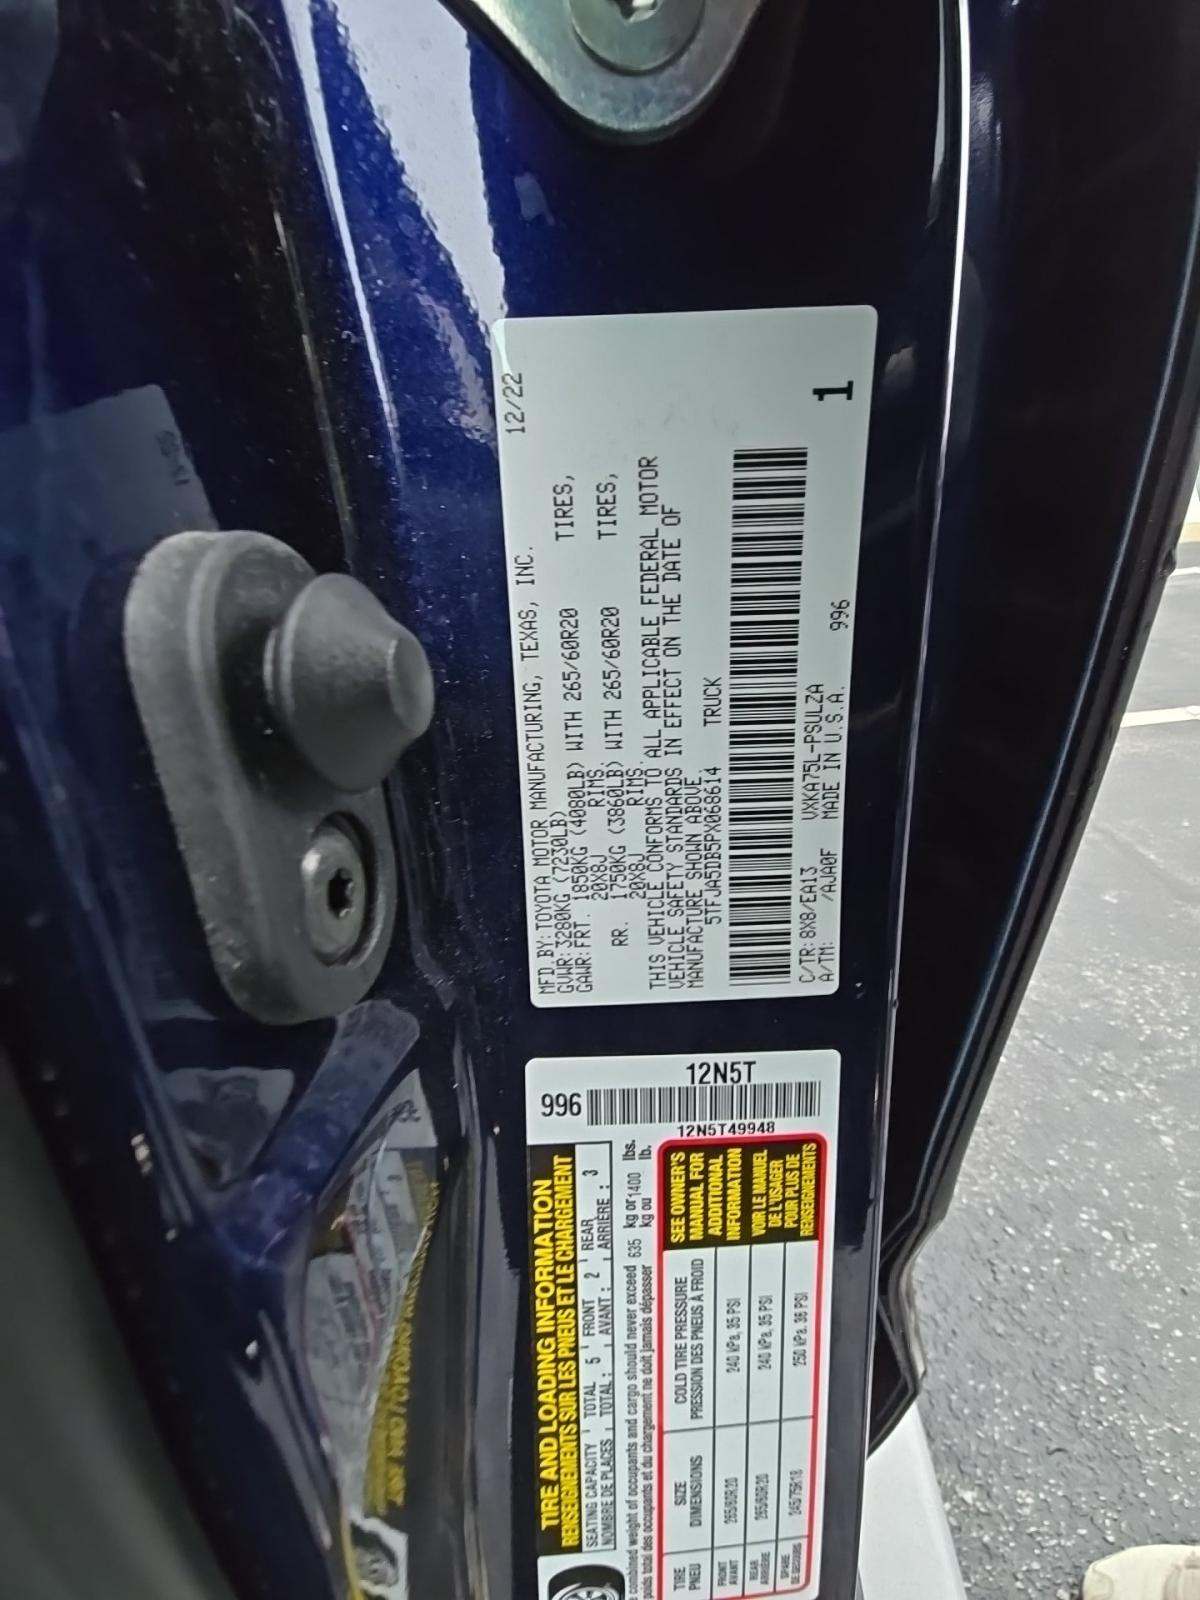 12/22
MFD.BY:TOYOTA MOTOR MANUFACTURING, TEXAS, INC.
GVWR:3280KG (7230LB)
GAWR:FRT. 1850KG (4080LB) WITH 265/60R20 TIRES,
20X8J RIMS
RR. 1750KG (3860LB) WITH 265/60R20 TIRES,
20X8J RIMS.
THIS VEHICLE CONFORMS TO ALL APPLICABLE FEDERAL MOTOR
VEHICLE SAFETY STANDARDS IN EFFECT ON THE DATE OF
MANUFACTURE SHOWN ABOVE.
5TFJA5DB5PX068614 TRUCK
C/TR:8X8/EA13 VXKA75L-PSULZA 996
A/TM: /AJA0F MADE IN U.S.A.
1
TIRE AND LOADING INFORMATION
RENSEIGNEMENTS SUR LES PNEUS ET LE CHARGEMENT
996
12N5T
12N5T49948
SEATING CAPACITY TOTAL 5 FRONT 2 REAR 3
NOMBRE DE PLACES TOTAL: AVANT: ARRIÈRE:
combined weight of occupants and cargo should never exceed 635 kg or 1400 lbs.
poids total des occupants et du chargement ne doit jamais dépasser kg ou lb.
TIRE SIZE COLD TIRE PRESSURE
PNEU DIMENSIONS PRESSION DES PNEUS À FROID
FRONT
AVANT 265/60R20 240 kPa, 35 PSI
REAR
ARRIÈRE 265/60R20 240 kPa, 35 PSI
SPARE
DE SECOURS 245/75R18 250 kPa, 36 PSI
SEE OWNER'S
MANUAL FOR
ADDITIONAL
INFORMATION
VOIR LE MANUEL
DE L'USAGER
POUR PLUS DE
RENSEIGNEMENTS